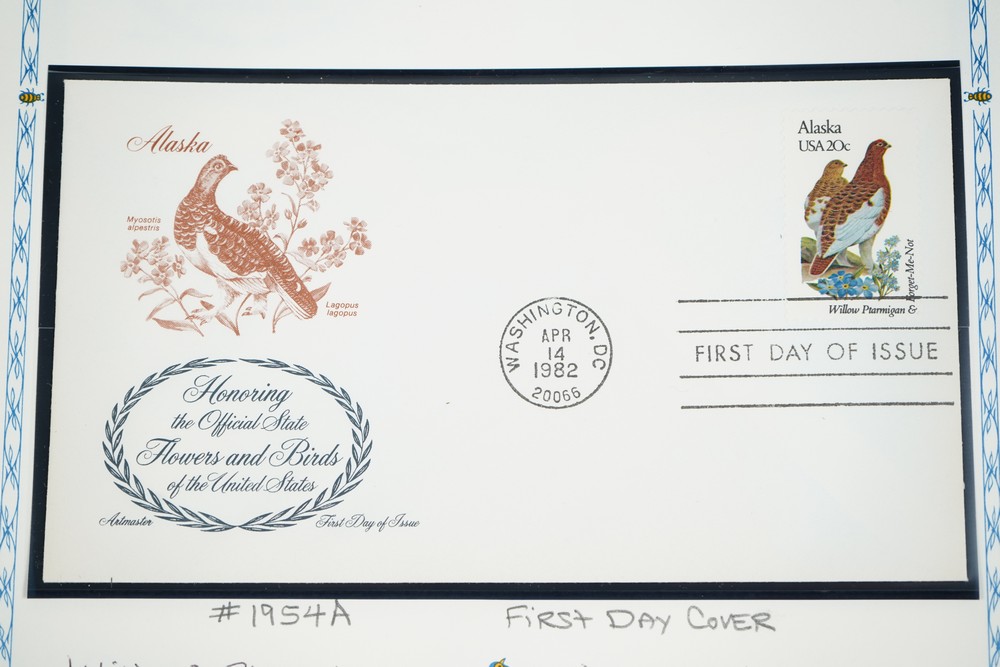 Alaska
Myosotis
alpestris
Lagopus
lagopus
Honoring
the Official State
Flowers and Birds
of the United States
Artmaster
First Day of Issue
WASHINGTON, DC
APR
14
1982
20066
Alaska
USA 20c
Willow Ptarmigan &
Forget-Me-Not
FIRST DAY OF ISSUE
#1954A
FIRST DAY COVER